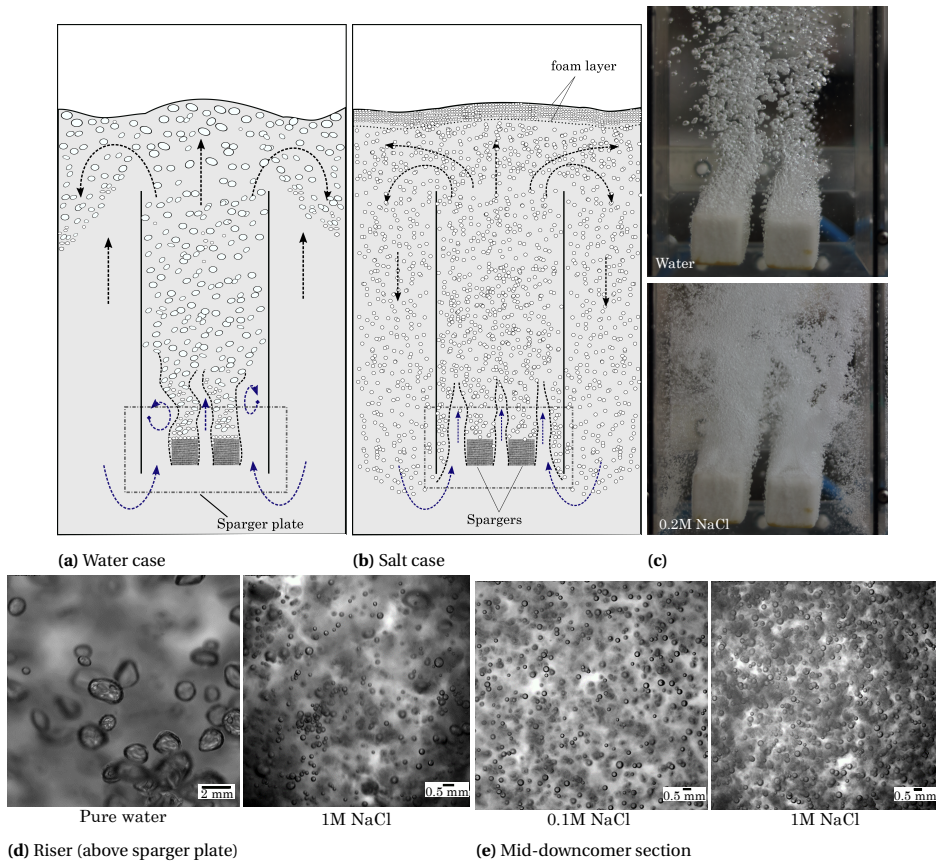 foam layer
Water
0.2M NaCl
Sparger plate
Spargers
(a) Water case
(b) Salt case
(c)
2 mm
0.5 mm
0.5 mm
0.5 mm
Pure water
1M NaCl
0.1M NaCl
1M NaCl
(d) Riser (above sparger plate)
(e) Mid-downcomer section